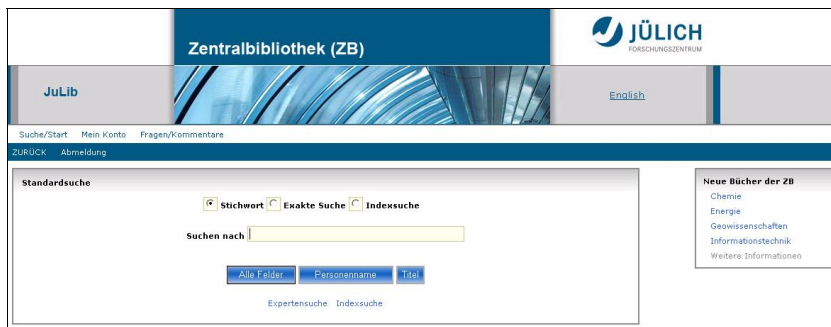 Zentralbibliothek (ZB)
JÜLICH
FORSCHUNGSZENTRUM
JuLib
English
Suche/Start Mein Konto Fragen/Kommentare
ZURÜCK Abmeldung
Standardsuche
Stichwort Exakte Suche Indexsuche
Suchen nach
Alle Felder Personenname Titel
Expertensuche Indexsuche
Neue Bücher der ZB
Chemie
Energie
Geowissenschaften
Informationstechnik
Weitere Informationen